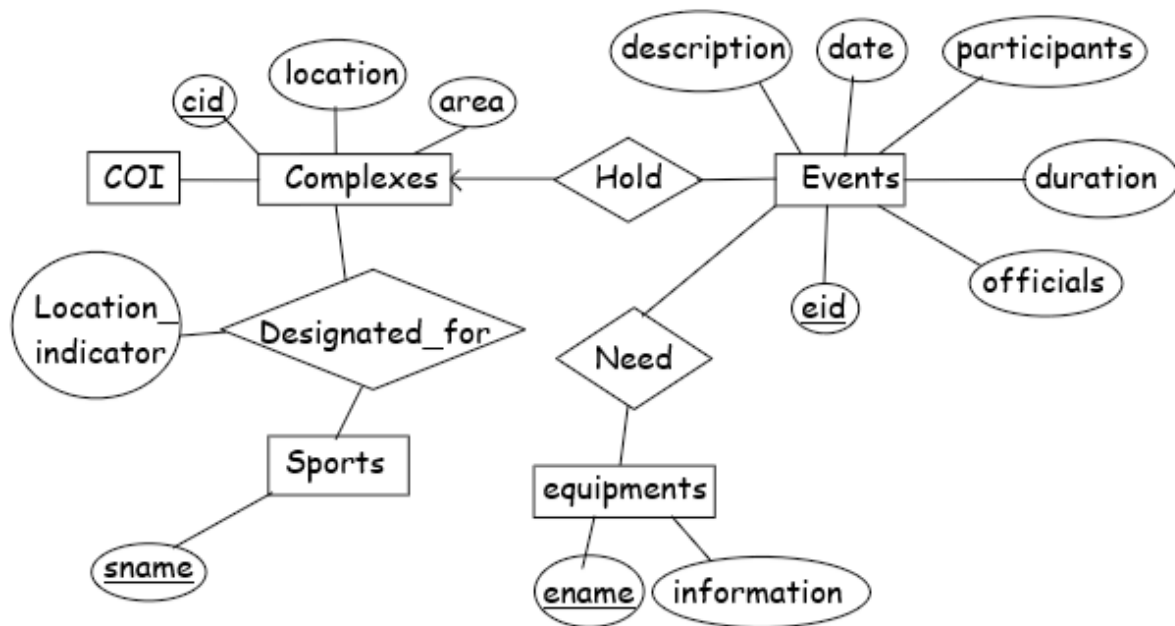 description
date
participants
location
cid
area
COI
Complexes
Hold
Events
duration
officials
eid
Location_
indicator
Designated_for
Need
Sports
equipments
sname
ename
information